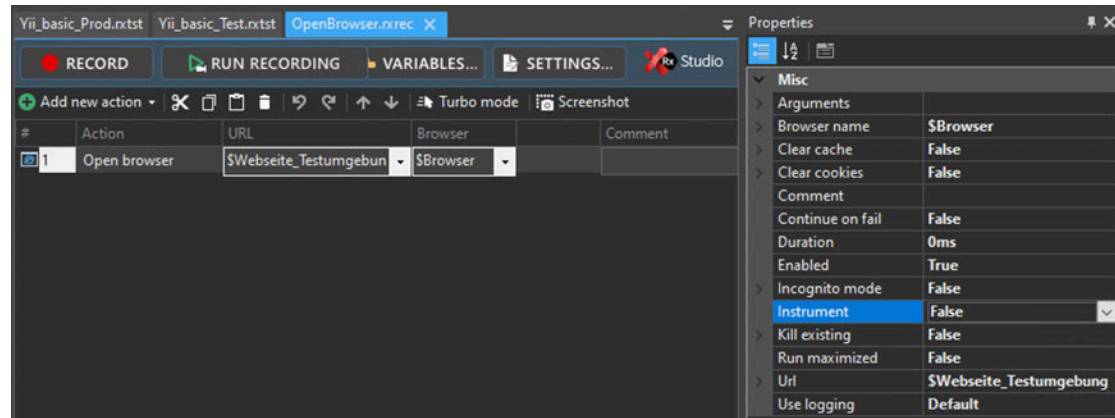 Yii_basic_Prod.rxtst Yii_basic_Test.rxtst OpenBrowser.rxrec
RECORD RUN RECORDING VARIABLES... SETTINGS... Rx Studio
Add new action Turbo mode Screenshot
# Action URL Browser Comment
1 Open browser $Webseite_Testumgebun $Browser
Properties
Misc
Arguments
Browser name $Browser
Clear cache False
Clear cookies False
Comment
Continue on fail False
Duration 0ms
Enabled True
Incognito mode False
Instrument False
Kill existing False
Run maximized False
Url $Webseite_Testumgebung
Use logging Default